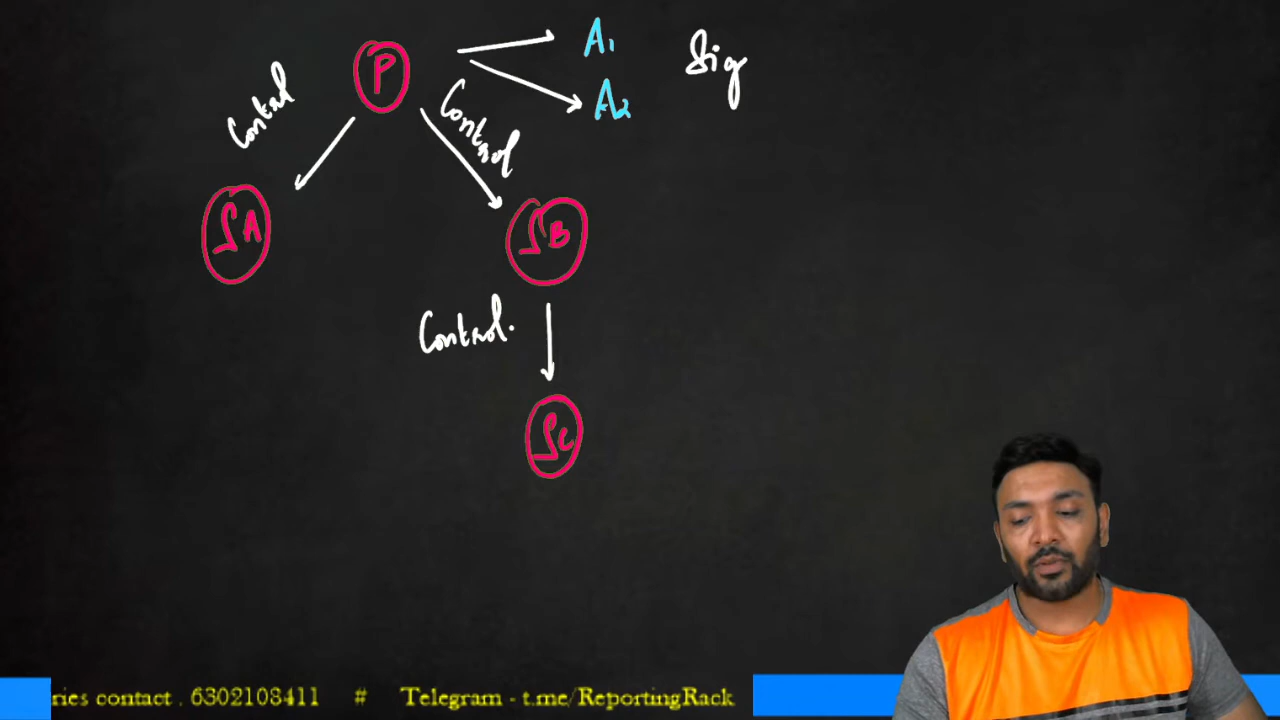 P
A1
A2
Sig
Control
Control
SA
SB
Control.
SC
ries contact . 6302108411 # Telegram - t.me/ReportingRack